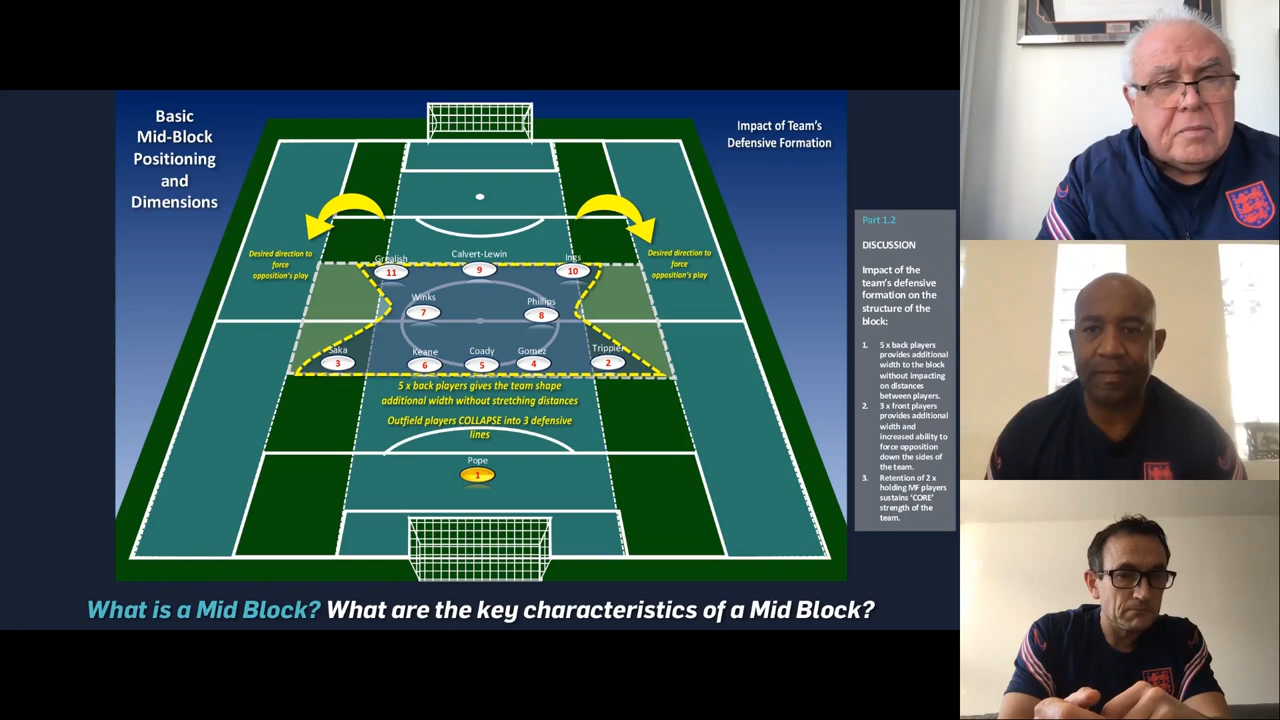 Basic
Mid-Block
Positioning
and
Dimensions
Impact of Team's
Defensive Formation
Desired direction to
force
opposition's play
Desired direction to
force
opposition's play
Grealish
11
Calvert-Lewin
9
Ings
10
Winks
7
Phillips
8
Saka
3
Keane
6
Coady
5
Gomez
4
Trippier
2
5 x back players gives the team shape
additional width without stretching distances
Outfield players COLLAPSE into 3 defensive
lines
Pope
1
Part 1.2
DISCUSSION
Impact of the
team's defensive
formation on the
structure of the
block:
1. 5 x back players
provides additional
width to the block
without impacting
on distances
between players.
2. 3 x front players
provides additional
width and
increased ability to
force opposition
down the sides of
the team.
3. Retention of 2 x
holding MF players
sustains 'CORE'
strength of the
team.
What is a Mid Block? What are the key characteristics of a Mid Block?